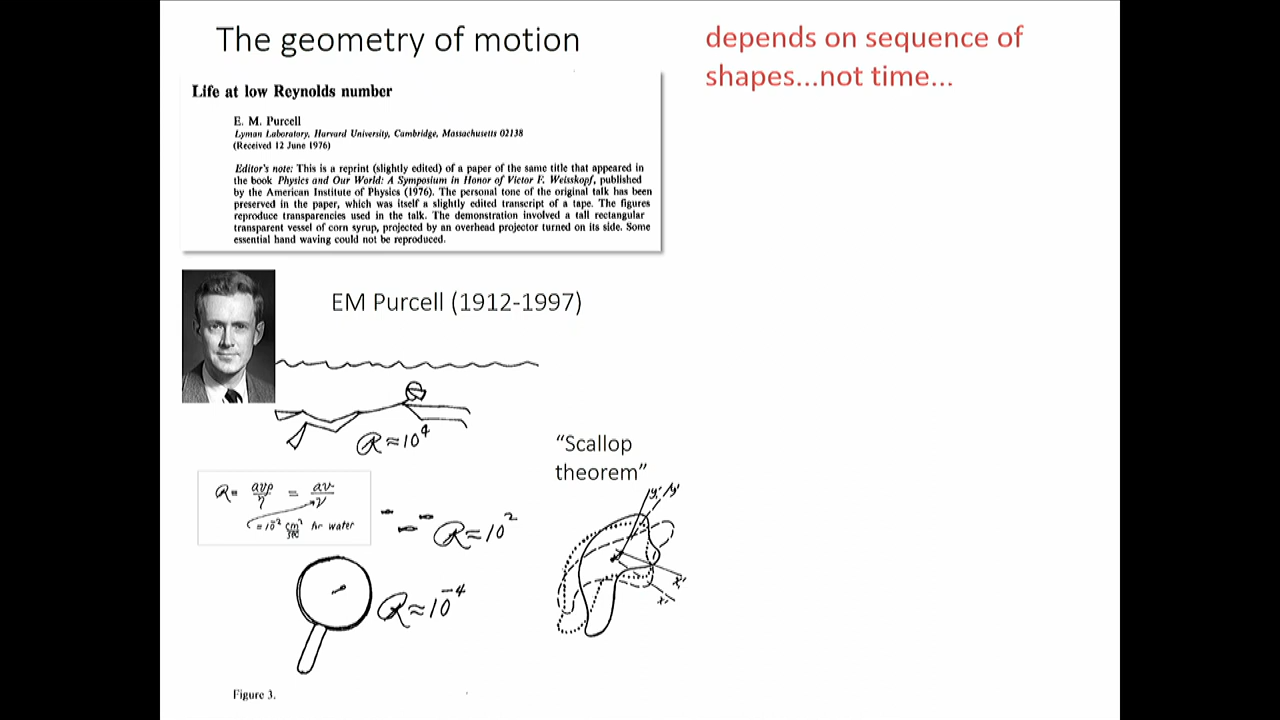 The geometry of motion
depends on sequence of
shapes...not time...
Life at low Reynolds number
E. M. Purcell
Lyman Laboratory, Harvard University, Cambridge, Massachusetts 02138
(Received 12 June 1976)
Editor's note: This is a reprint (slightly edited) of a paper of the same title that appeared in
the book Physics and Our World: A Symposium in Honor of Victor F. Weisskopf, published
by the American Institute of Physics (1976). The personal tone of the original talk has been
preserved in the paper, which was itself a slightly edited transcript of a tape. The figures
reproduce transparencies used in the talk. The demonstration involved a tall rectangular
transparent vessel of corn syrup, projected by an overhead projector turned on its side. Some
essential hand waving could not be reproduced.
EM Purcell (1912-1997)
R≈10⁴
"Scallop
theorem"
R = avρ/η = av/ν
≈10⁻² cm²/sec for water
R≈10²
R≈10⁻⁴
Figure 3.